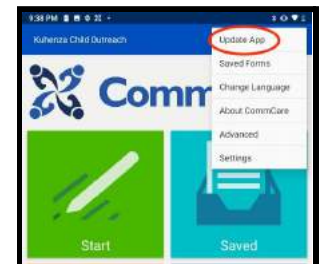 9:38 PM
Kuhenza Child Outreach
Update App
Saved Forms
Change Language
About CommCare
Advanced
Settings
Comm
Start
Saved